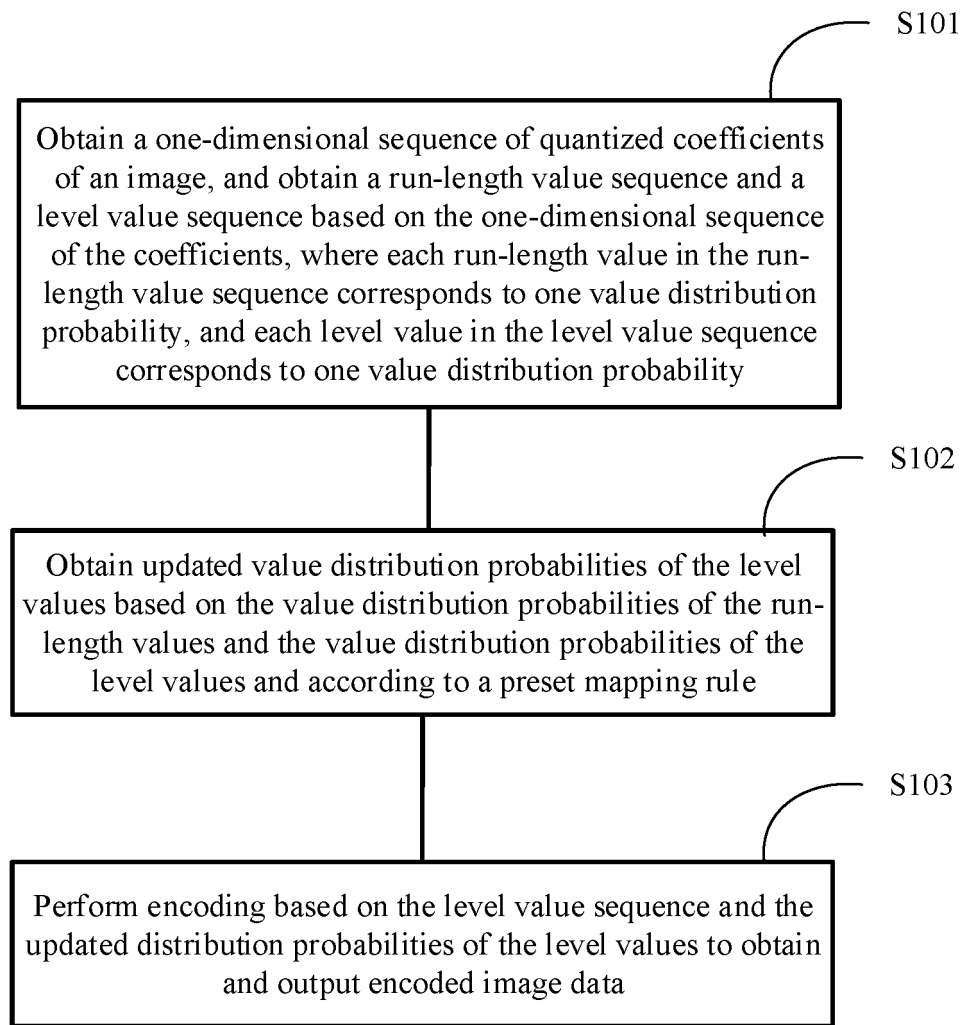 S101
Obtain a one-dimensional sequence of quantized coefficients
of an image, and obtain a run-length value sequence and a
level value sequence based on the one-dimensional sequence
of the coefficients, where each run-length value in the run-
length value sequence corresponds to one value distribution
probability, and each level value in the level value sequence
corresponds to one value distribution probability
S102
Obtain updated value distribution probabilities of the level
values based on the value distribution probabilities of the run-
length values and the value distribution probabilities of the
level values and according to a preset mapping rule
S103
Perform encoding based on the level value sequence and the
updated distribution probabilities of the level values to obtain
and output encoded image data